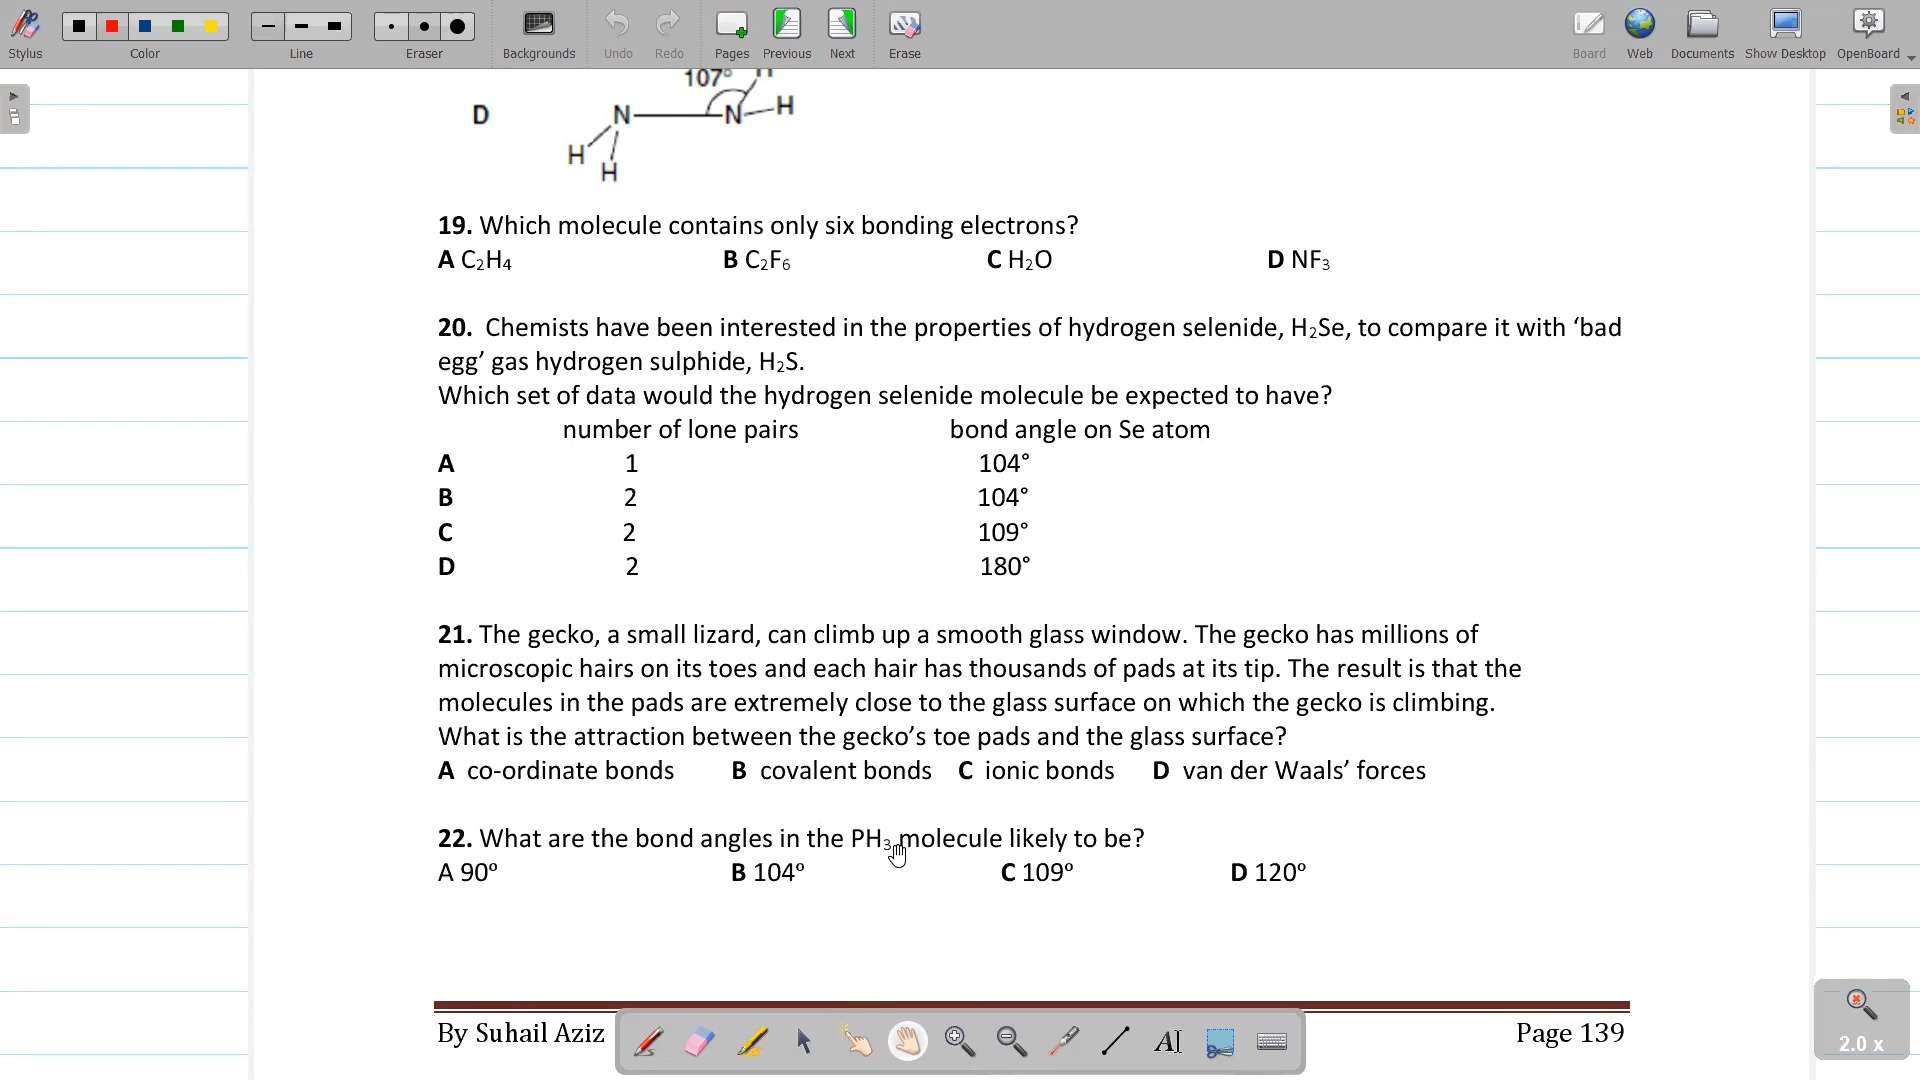 Stylus Color Line Eraser Backgrounds Undo Redo Pages Previous Next Erase Board Web Documents Show Desktop OpenBoard
107°
D N N H
H
H
19. Which molecule contains only six bonding electrons?
A C₂H₄ B C₂F₆ C H₂O D NF₃
20. Chemists have been interested in the properties of hydrogen selenide, H₂Se, to compare it with ‘bad
egg’ gas hydrogen sulphide, H₂S.
Which set of data would the hydrogen selenide molecule be expected to have?
number of lone pairs bond angle on Se atom
A 1 104°
B 2 104°
C 2 109°
D 2 180°
21. The gecko, a small lizard, can climb up a smooth glass window. The gecko has millions of
microscopic hairs on its toes and each hair has thousands of pads at its tip. The result is that the
molecules in the pads are extremely close to the glass surface on which the gecko is climbing.
What is the attraction between the gecko’s toe pads and the glass surface?
A co-ordinate bonds B covalent bonds C ionic bonds D van der Waals’ forces
22. What are the bond angles in the PH₃ molecule likely to be?
A 90º B 104º C 109º D 120º
By Suhail Aziz Page 139
2.0 x